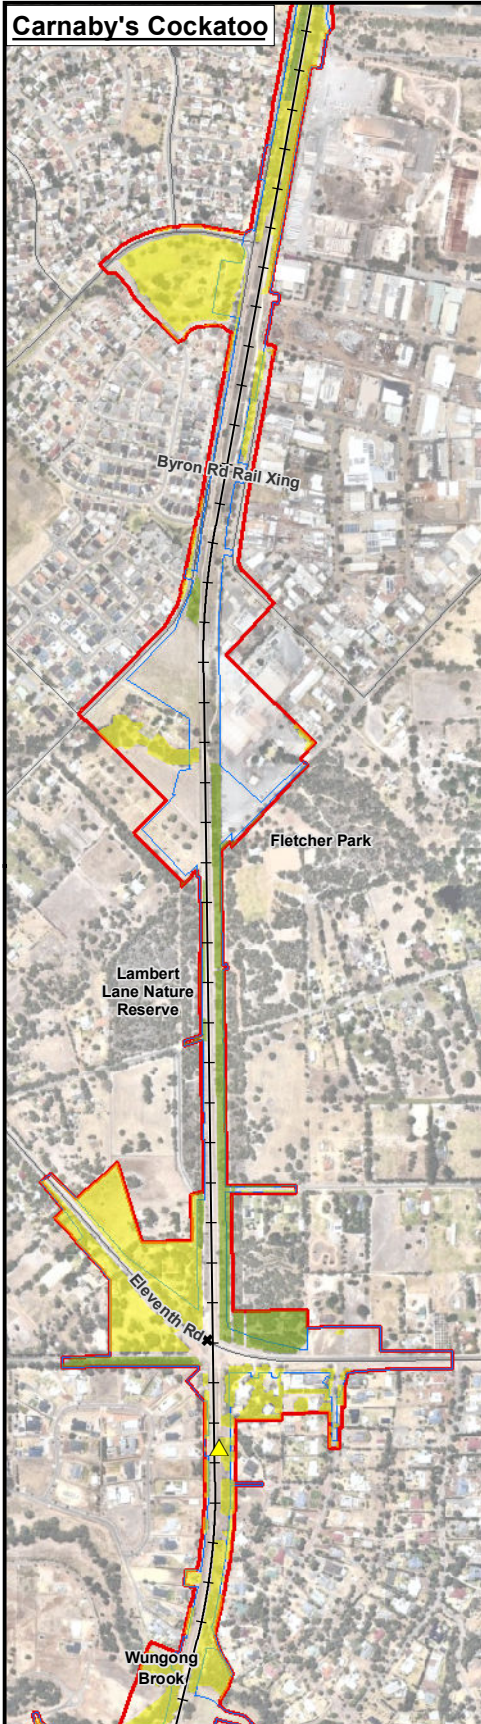 Carnaby's Cockatoo
Byron Rd Rail Xing
Fletcher Park
Lambert
Lane Nature
Reserve
Eleventh Rd
Wungong
Brook